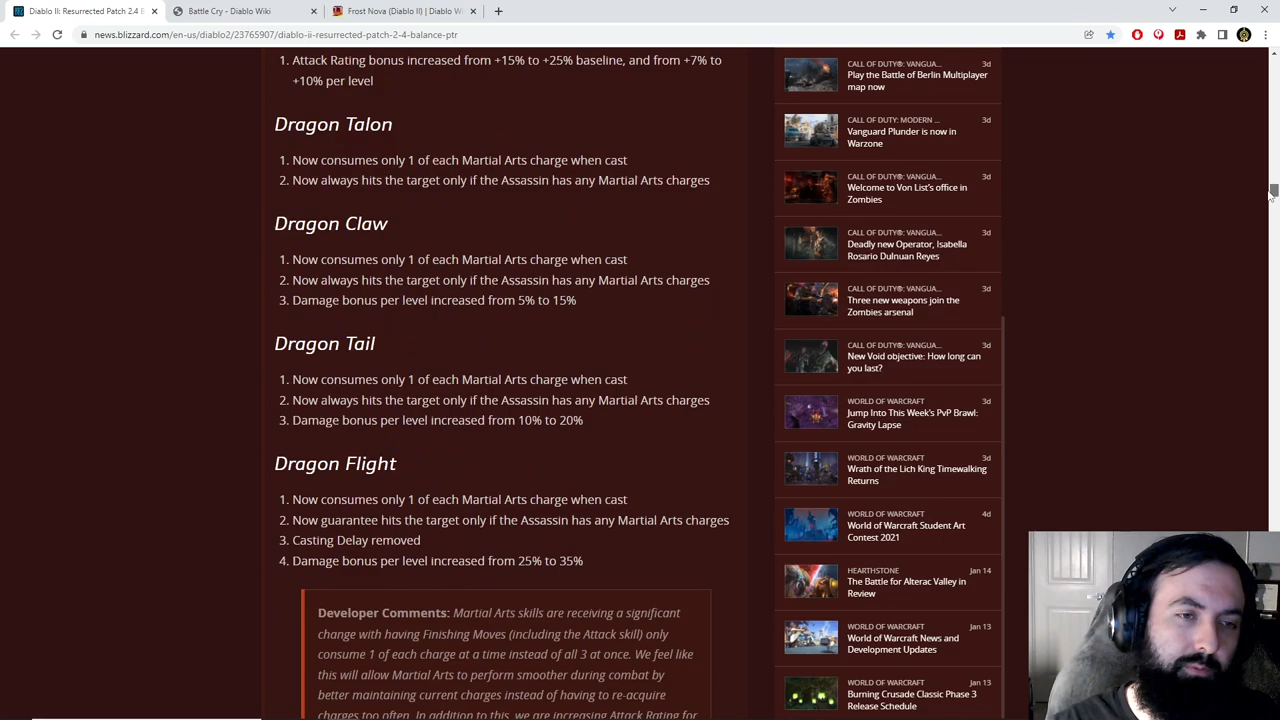 Diablo II: Resurrected Patch 2.4 B
Battle Cry - Diablo Wiki
Frost Nova (Diablo II) | Diablo W
news.blizzard.com/en-us/diablo2/23765907/diablo-ii-resurrected-patch-2-4-balance-ptr
1. Attack Rating bonus increased from +15% to +25% baseline, and from +7% to
+10% per level
Dragon Talon
1. Now consumes only 1 of each Martial Arts charge when cast
2. Now always hits the target only if the Assassin has any Martial Arts charges
Dragon Claw
1. Now consumes only 1 of each Martial Arts charge when cast
2. Now always hits the target only if the Assassin has any Martial Arts charges
3. Damage bonus per level increased from 5% to 15%
Dragon Tail
1. Now consumes only 1 of each Martial Arts charge when cast
2. Now always hits the target only if the Assassin has any Martial Arts charges
3. Damage bonus per level increased from 10% to 20%
Dragon Flight
1. Now consumes only 1 of each Martial Arts charge when cast
2. Now guarantee hits the target only if the Assassin has any Martial Arts charges
3. Casting Delay removed
4. Damage bonus per level increased from 25% to 35%
Developer Comments: Martial Arts skills are receiving a significant
change with having Finishing Moves (including the Attack skill) only
consume 1 of each charge at a time instead of all 3 at once. We feel like
this will allow Martial Arts to perform smoother during combat by
better maintaining current charges instead of having to re-acquire
charges too often. In addition to this, we are increasing Attack Rating for
CALL OF DUTY®: VANGUA... 3d
Play the Battle of Berlin Multiplayer
map now
CALL OF DUTY: MODERN ... 3d
Vanguard Plunder is now in
Warzone
CALL OF DUTY®: VANGUA... 3d
Welcome to Von List's office in
Zombies
CALL OF DUTY®: VANGUA... 3d
Deadly new Operator, Isabella
Rosario Dulnuan Reyes
CALL OF DUTY®: VANGUA... 3d
Three new weapons join the
Zombies arsenal
CALL OF DUTY®: VANGUA... 3d
New Void objective: How long can
you last?
WORLD OF WARCRAFT 3d
Jump Into This Week's PvP Brawl:
Gravity Lapse
WORLD OF WARCRAFT 3d
Wrath of the Lich King Timewalking
Returns
WORLD OF WARCRAFT 4d
World of Warcraft Student Art
Contest 2021
HEARTHSTONE Jan 14
The Battle for Alterac Valley in
Review
WORLD OF WARCRAFT Jan 13
World of Warcraft News and
Development Updates
WORLD OF WARCRAFT Jan 13
Burning Crusade Classic Phase 3
Release Schedule